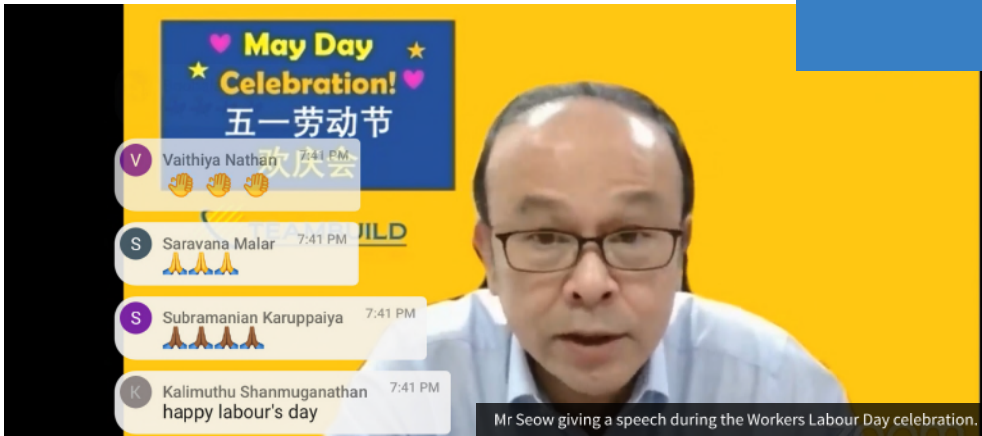 May Day
Celebration!
五一劳动节
欢庆会
TEAMBUILD
V
Vaithiya Nathan 7:41 PM
👋 👋 👋
S
Saravana Malar 7:41 PM
🙏🙏🙏
S
Subramanian Karuppaiya 7:41 PM
🙏🏾🙏🏾🙏🏾🙏🏾
K
Kalimuthu Shanmuganathan 7:41 PM
happy labour's day
Mr Seow giving a speech during the Workers Labour Day celebration.